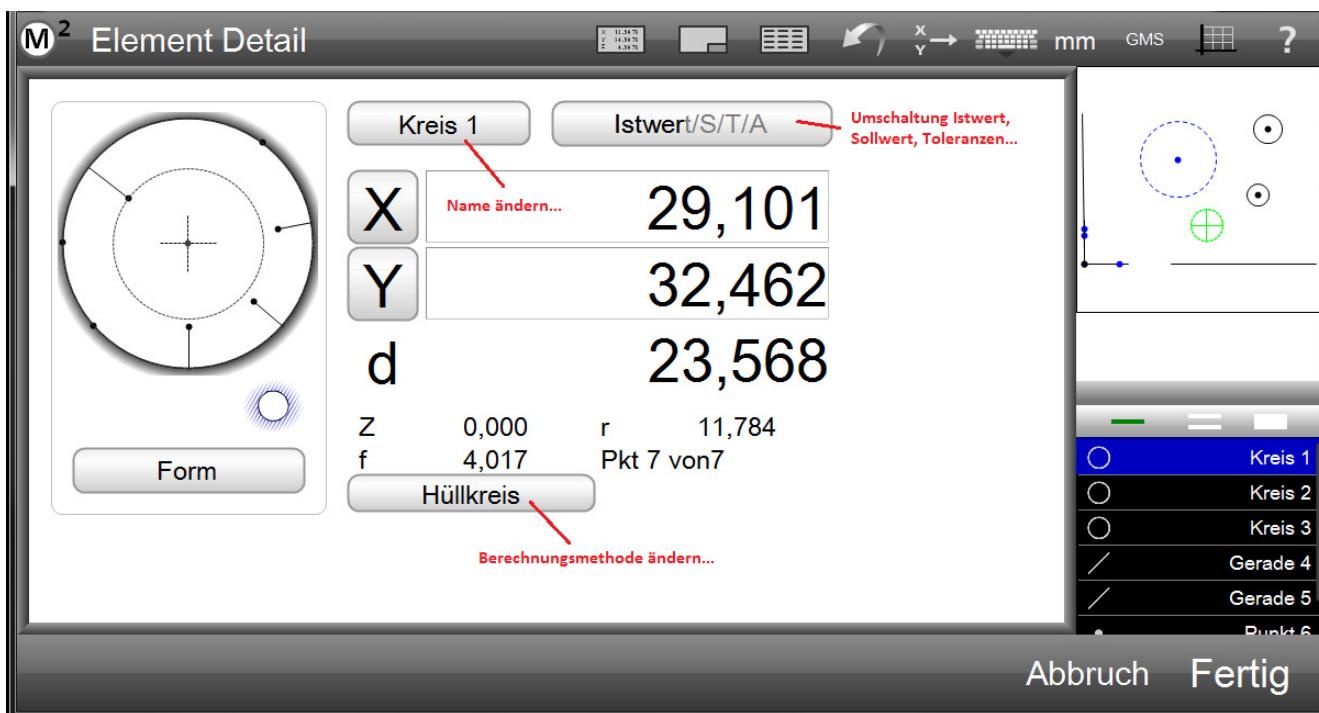 M2 Element Detail
mm GMS ?
X Y
Kreis 1
Istwert/S/T/A
Umschaltung Istwert,
Sollwert, Toleranzen...
Name ändern...
X 29,101
Y 32,462
d 23,568
Z 0,000 r 11,784
f 4,017 Pkt 7 von7
Form
Hüllkreis
Berechnungsmethode ändern...
Kreis 1
Kreis 2
Kreis 3
Gerade 4
Gerade 5
Punkt 6
Abbruch Fertig